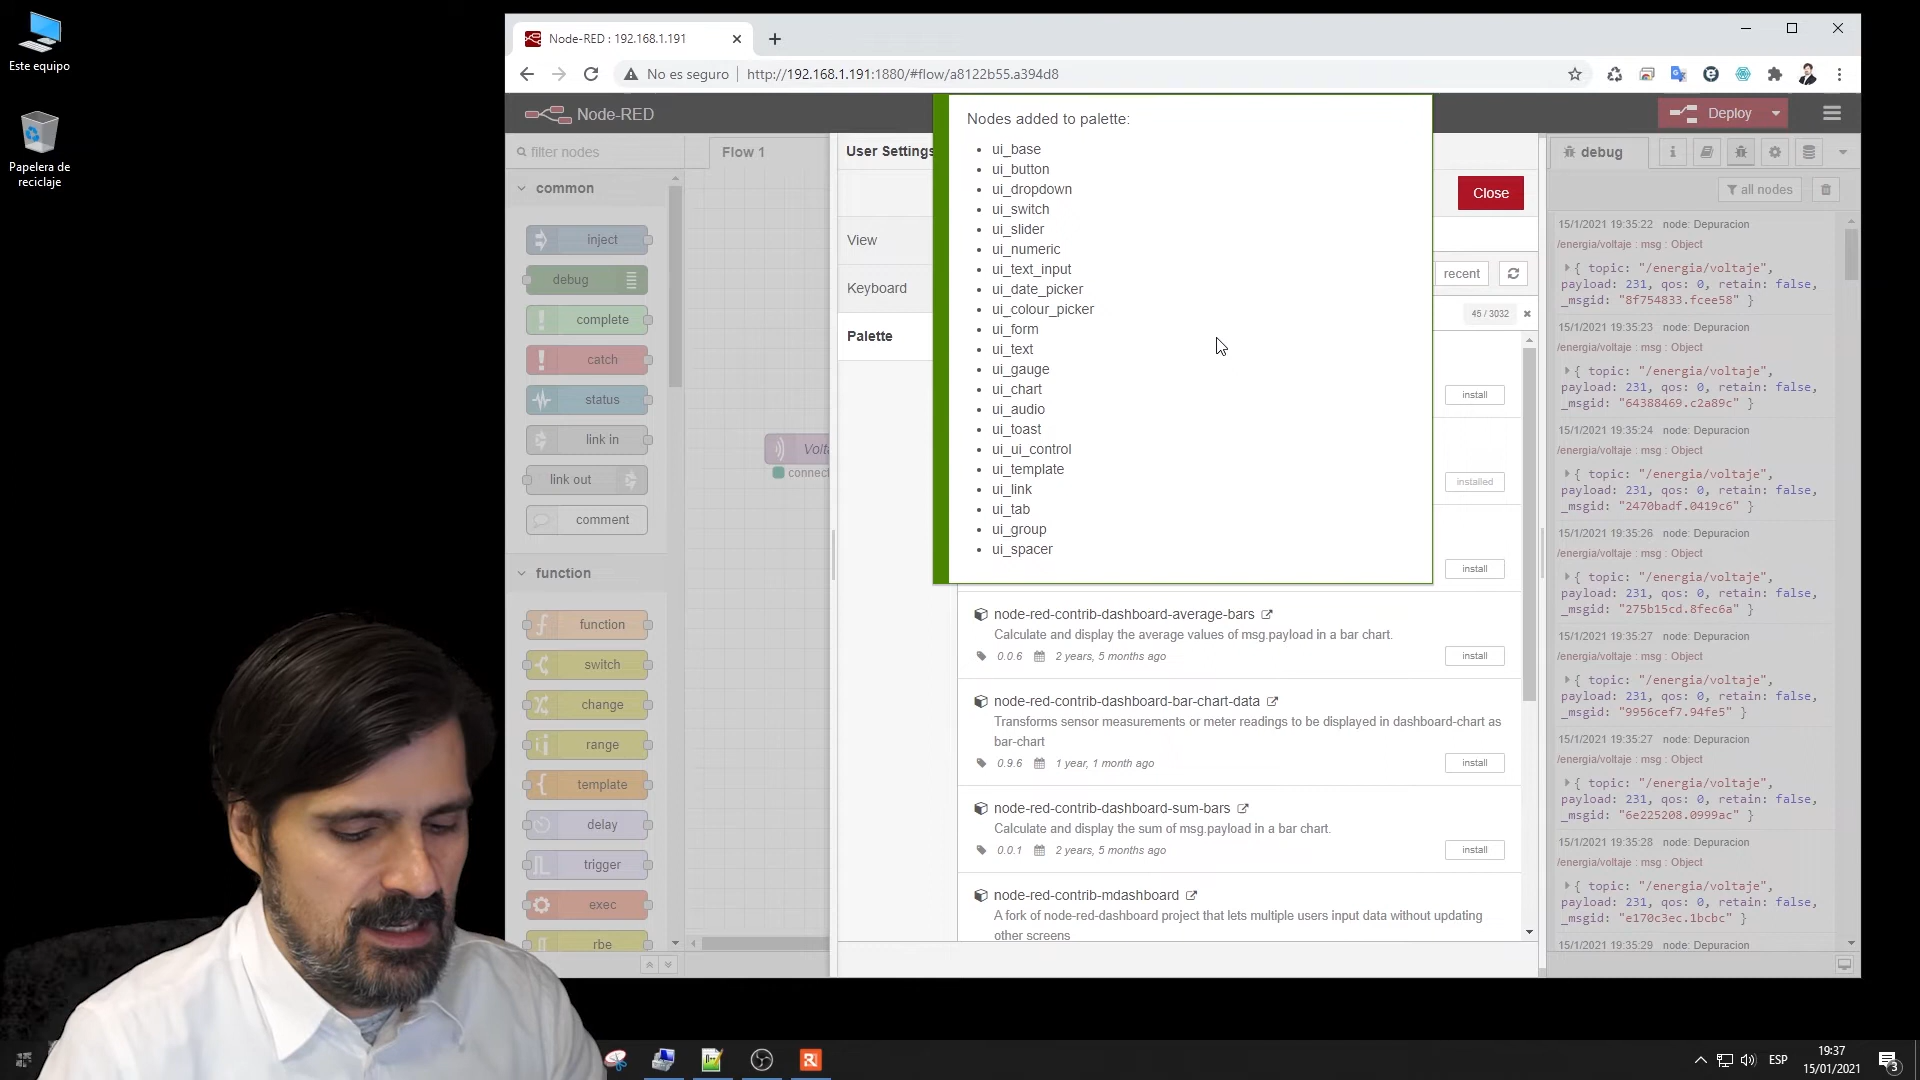 Este equipo
Papelera de
reciclaje
Node-RED : 192.168.1.191
No es seguro
http://192.168.1.191:1880/#flow/a8122b55.a394d8
Node-RED
Deploy
filter nodes
common
inject
debug
complete
catch
status
link in
link out
comment
function
function
switch
change
range
template
delay
trigger
exec
rbe
Flow 1
connect
User Settings
Close
View
Keyboard
Palette
recent
45 / 3032
Nodes added to palette:
ui_base
ui_button
ui_dropdown
ui_switch
ui_slider
ui_numeric
ui_text_input
ui_date_picker
ui_colour_picker
ui_form
ui_text
ui_gauge
ui_chart
ui_audio
ui_toast
ui_ui_control
ui_template
ui_link
ui_tab
ui_group
ui_spacer
install
installed
install
node-red-contrib-dashboard-average-bars
Calculate and display the average values of msg.payload in a bar chart.
0.0.6 2 years, 5 months ago
install
node-red-contrib-dashboard-bar-chart-data
Transforms sensor measurements or meter readings to be displayed in dashboard-chart as
bar-chart
0.9.6 1 year, 1 month ago
install
node-red-contrib-dashboard-sum-bars
Calculate and display the sum of msg.payload in a bar chart.
0.0.1 2 years, 5 months ago
install
node-red-contrib-mdashboard
A fork of node-red-dashboard project that lets multiple users input data without updating
other screens
debug
all nodes
15/1/2021 19:35:22 node: Depuracion
/energia/voltaje : msg : Object
{ topic: "/energia/voltaje",
payload: 231, qos: 0, retain: false,
_msgid: "8f754833.fcee58" }
15/1/2021 19:35:23 node: Depuracion
/energia/voltaje : msg : Object
{ topic: "/energia/voltaje",
payload: 231, qos: 0, retain: false,
_msgid: "64388469.c2a89c" }
15/1/2021 19:35:24 node: Depuracion
/energia/voltaje : msg : Object
{ topic: "/energia/voltaje",
payload: 231, qos: 0, retain: false,
_msgid: "2470badf.0419c6" }
15/1/2021 19:35:26 node: Depuracion
/energia/voltaje : msg : Object
{ topic: "/energia/voltaje",
payload: 231, qos: 0, retain: false,
_msgid: "275b15cd.8fec6a" }
15/1/2021 19:35:27 node: Depuracion
/energia/voltaje : msg : Object
{ topic: "/energia/voltaje",
payload: 231, qos: 0, retain: false,
_msgid: "9956cef7.94fe5" }
15/1/2021 19:35:27 node: Depuracion
/energia/voltaje : msg : Object
{ topic: "/energia/voltaje",
payload: 231, qos: 0, retain: false,
_msgid: "6e225208.0999ac" }
15/1/2021 19:35:28 node: Depuracion
/energia/voltaje : msg : Object
{ topic: "/energia/voltaje",
payload: 231, qos: 0, retain: false,
_msgid: "e170c3ec.1bcbc" }
15/1/2021 19:35:29 node: Depuracion
ESP
19:37
15/01/2021
3